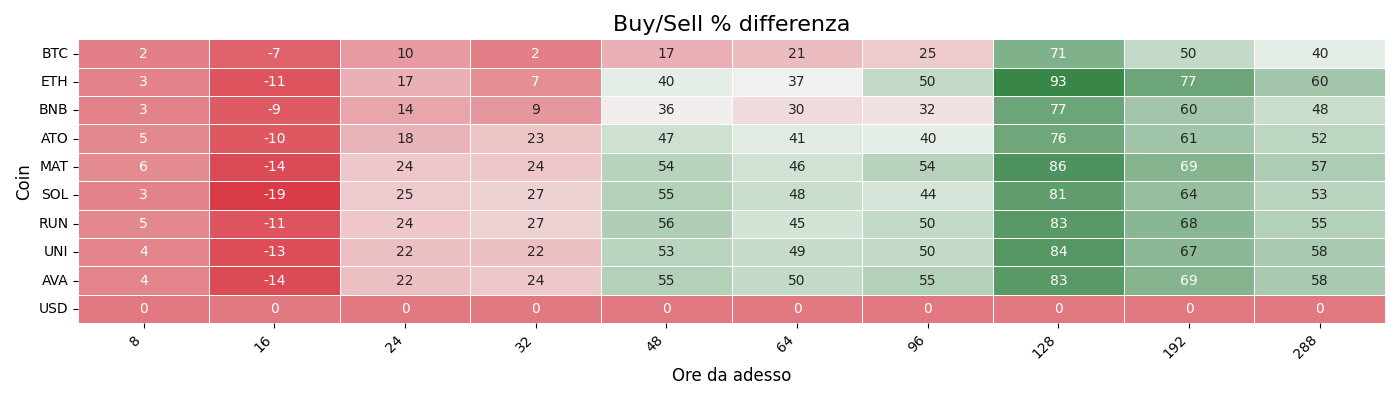 Buy/Sell % differenza
Coin
BTC 2 -7 10 2 17 21 25 71 50 40
ETH 3 -11 17 7 40 37 50 93 77 60
BNB 3 -9 14 9 36 30 32 77 60 48
ATO 5 -10 18 23 47 41 40 76 61 52
MAT 6 -14 24 24 54 46 54 86 69 57
SOL 3 -19 25 27 55 48 44 81 64 53
RUN 5 -11 24 27 56 45 50 83 68 55
UNI 4 -13 22 22 53 49 50 84 67 58
AVA 4 -14 22 24 55 50 55 83 69 58
USD 0 0 0 0 0 0 0 0 0 0
8 16 24 32 48 64 96 128 192 288
Ore da adesso